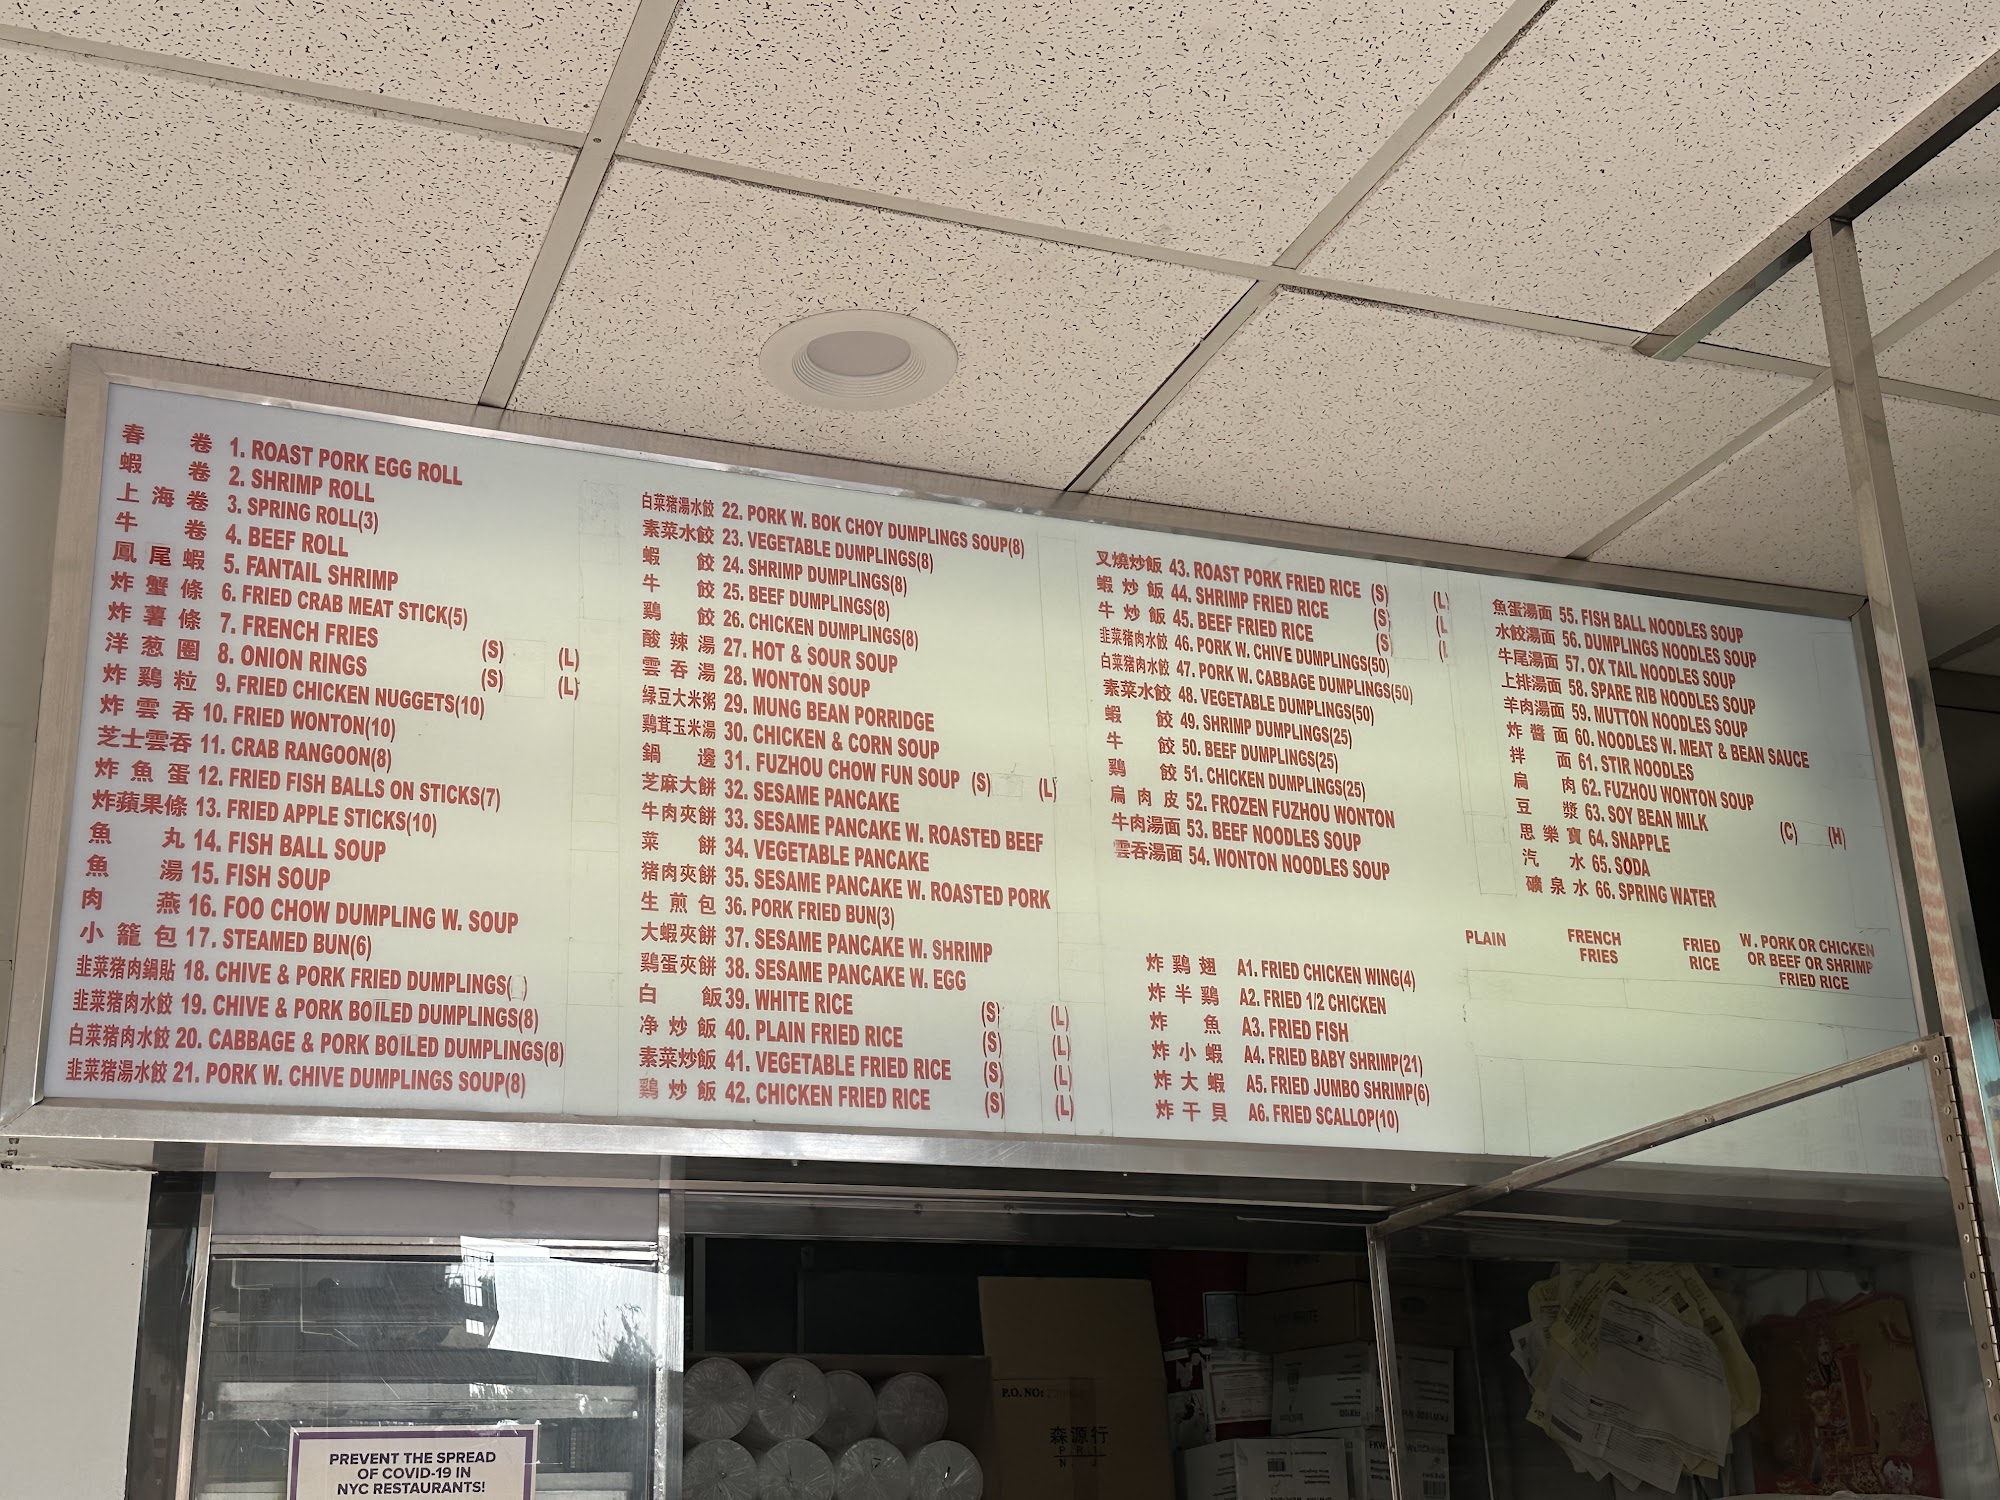 春 卷 1. ROAST PORK EGG ROLL
蝦 卷 2. SHRIMP ROLL
上 海 卷 3. SPRING ROLL(3)
牛 卷 4. BEEF ROLL
鳳 尾 蝦 5. FANTAIL SHRIMP
炸 蟹 條 6. FRIED CRAB MEAT STICK(5)
炸 薯 條 7. FRENCH FRIES (S) (L)
洋 葱 圈 8. ONION RINGS (S) (L)
炸 鷄 粒 9. FRIED CHICKEN NUGGETS(10)
炸 雲 吞 10. FRIED WONTON(10)
芝士雲吞 11. CRAB RANGOON(8)
炸 魚 蛋 12. FRIED FISH BALLS ON STICKS(7)
炸蘋果條 13. FRIED APPLE STICKS(10)
魚 丸 14. FISH BALL SOUP
魚 湯 15. FISH SOUP
肉 燕 16. FOO CHOW DUMPLING W. SOUP
小 籠 包 17. STEAMED BUN(6)
韭菜猪肉鍋貼 18. CHIVE & PORK FRIED DUMPLINGS( )
韭菜猪肉水餃 19. CHIVE & PORK BOILED DUMPLINGS(8)
白菜猪肉水餃 20. CABBAGE & PORK BOILED DUMPLINGS(8)
韭菜猪湯水餃 21. PORK W. CHIVE DUMPLINGS SOUP(8)
白菜猪湯水餃 22. PORK W. BOK CHOY DUMPLINGS SOUP(8)
素菜水餃 23. VEGETABLE DUMPLINGS(8)
蝦 餃 24. SHRIMP DUMPLINGS(8)
牛 餃 25. BEEF DUMPLINGS(8)
鷄 餃 26. CHICKEN DUMPLINGS(8)
酸 辣 湯 27. HOT & SOUR SOUP
雲 吞 湯 28. WONTON SOUP
緑豆大米粥 29. MUNG BEAN PORRIDGE
鷄茸玉米湯 30. CHICKEN & CORN SOUP
鍋 邊 31. FUZHOU CHOW FUN SOUP (S) (L)
芝麻大餅 32. SESAME PANCAKE
牛肉夾餅 33. SESAME PANCAKE W. ROASTED BEEF
菜 餅 34. VEGETABLE PANCAKE
猪肉夾餅 35. SESAME PANCAKE W. ROASTED PORK
生 煎 包 36. PORK FRIED BUN(3)
大蝦夾餅 37. SESAME PANCAKE W. SHRIMP
鷄蛋夾餅 38. SESAME PANCAKE W. EGG
白 飯 39. WHITE RICE (S) (L)
净 炒 飯 40. PLAIN FRIED RICE (S) (L)
素菜炒飯 41. VEGETABLE FRIED RICE (S) (L)
鷄 炒 飯 42. CHICKEN FRIED RICE (S) (L)
叉燒炒飯 43. ROAST PORK FRIED RICE (S) (L)
蝦 炒 飯 44. SHRIMP FRIED RICE (S) (L
牛 炒 飯 45. BEEF FRIED RICE (S) (L
韭菜猪肉水餃 46. PORK W. CHIVE DUMPLINGS(50)
白菜猪肉水餃 47. PORK W. CABBAGE DUMPLINGS(50)
素菜水餃 48. VEGETABLE DUMPLINGS(50)
蝦 餃 49. SHRIMP DUMPLINGS(25)
牛 餃 50. BEEF DUMPLINGS(25)
鷄 餃 51. CHICKEN DUMPLINGS(25)
扁 肉 皮 52. FROZEN FUZHOU WONTON
牛肉湯面 53. BEEF NOODLES SOUP
雲吞湯面 54. WONTON NOODLES SOUP
魚蛋湯面 55. FISH BALL NOODLES SOUP
水餃湯面 56. DUMPLINGS NOODLES SOUP
牛尾湯面 57. OX TAIL NOODLES SOUP
上排湯面 58. SPARE RIB NOODLES SOUP
羊肉湯面 59. MUTTON NOODLES SOUP
炸 醬 面 60. NOODLES W. MEAT & BEAN SAUCE
拌 面 61. STIR NOODLES
扁 肉 62. FUZHOU WONTON SOUP
豆 漿 63. SOY BEAN MILK (C) (H)
思 樂 寶 64. SNAPPLE
汽 水 65. SODA
礦 泉 水 66. SPRING WATER
PLAIN
FRENCH
FRIES
FRIED
RICE
W. PORK OR CHICKEN
OR BEEF OR SHRIMP
FRIED RICE
炸 鷄 翅 A1. FRIED CHICKEN WING(4)
炸 半 鷄 A2. FRIED 1/2 CHICKEN
炸 魚 A3. FRIED FISH
炸 小 蝦 A4. FRIED BABY SHRIMP(21)
炸 大 蝦 A5. FRIED JUMBO SHRIMP(6)
炸 干 貝 A6. FRIED SCALLOP(10)
PREVENT THE SPREAD
OF COVID-19 IN
NYC RESTAURANTS!
P.O. NO:
森源行
P.R.L
N. J